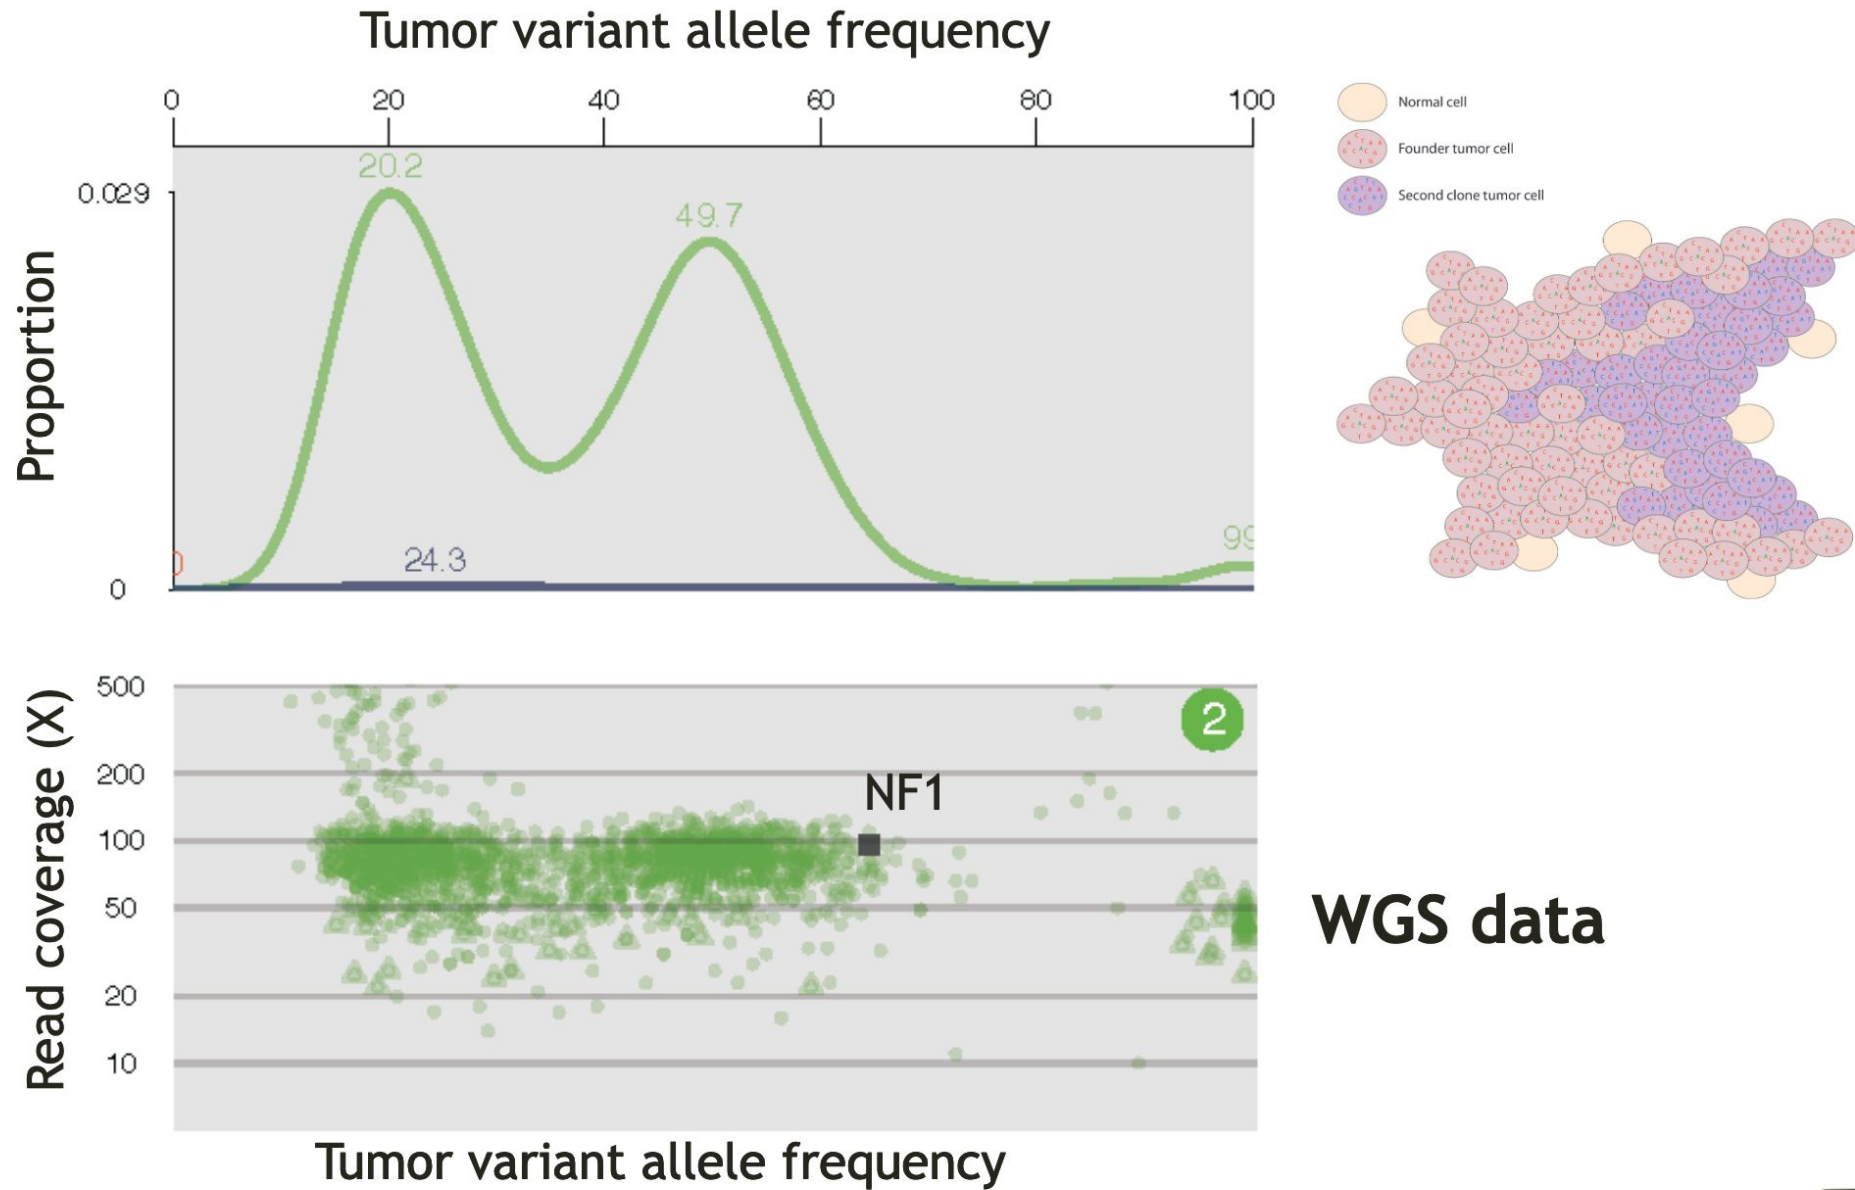 Tumor variant allele frequency
0 20 40 60 80 100
Normal cell
Founder tumor cell
Second clone tumor cell
20.2
0.029
49.7
Proportion
99
24.3
0
0
500
2
Read coverage (X)
200
NF1
100
50
WGS data
20
10
Tumor variant allele frequency